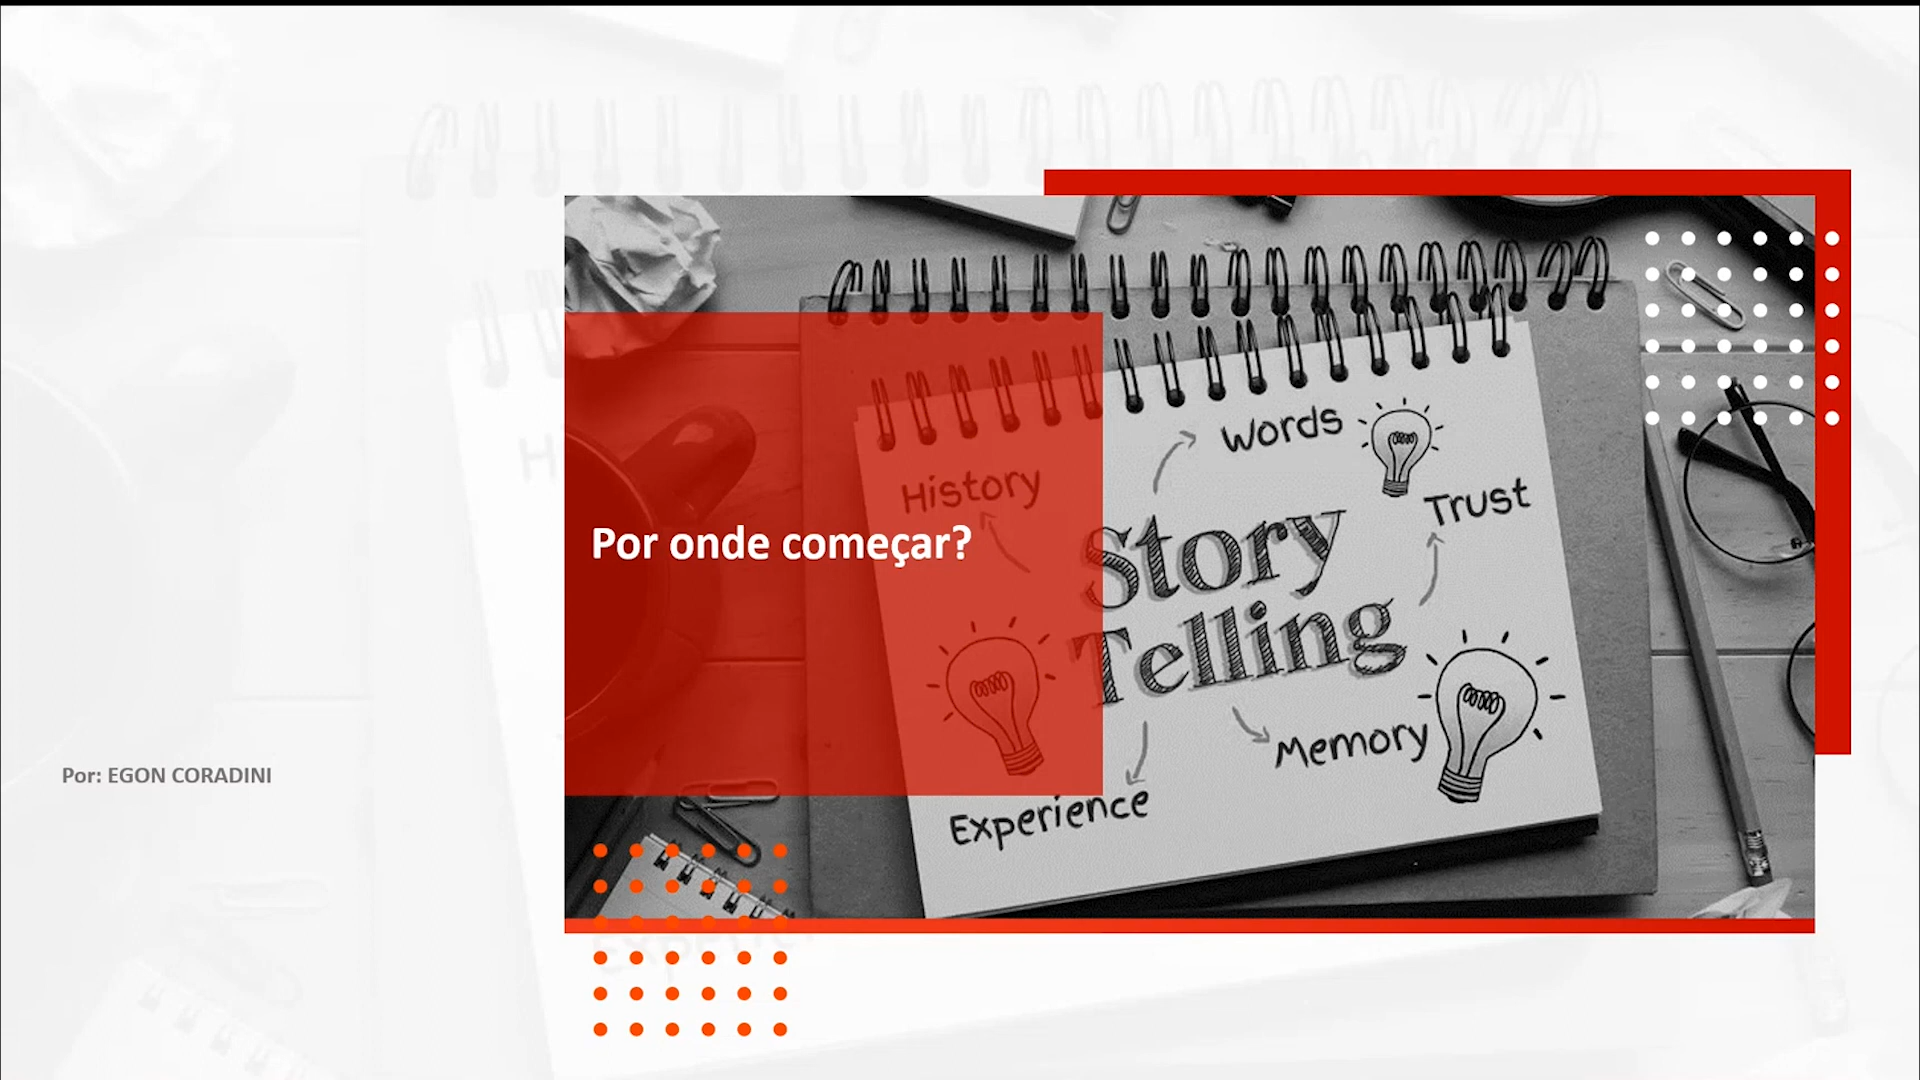 Por onde começar?
History
Words
Trust
Story
Telling
Memory
Experience
Por: EGON CORADINI